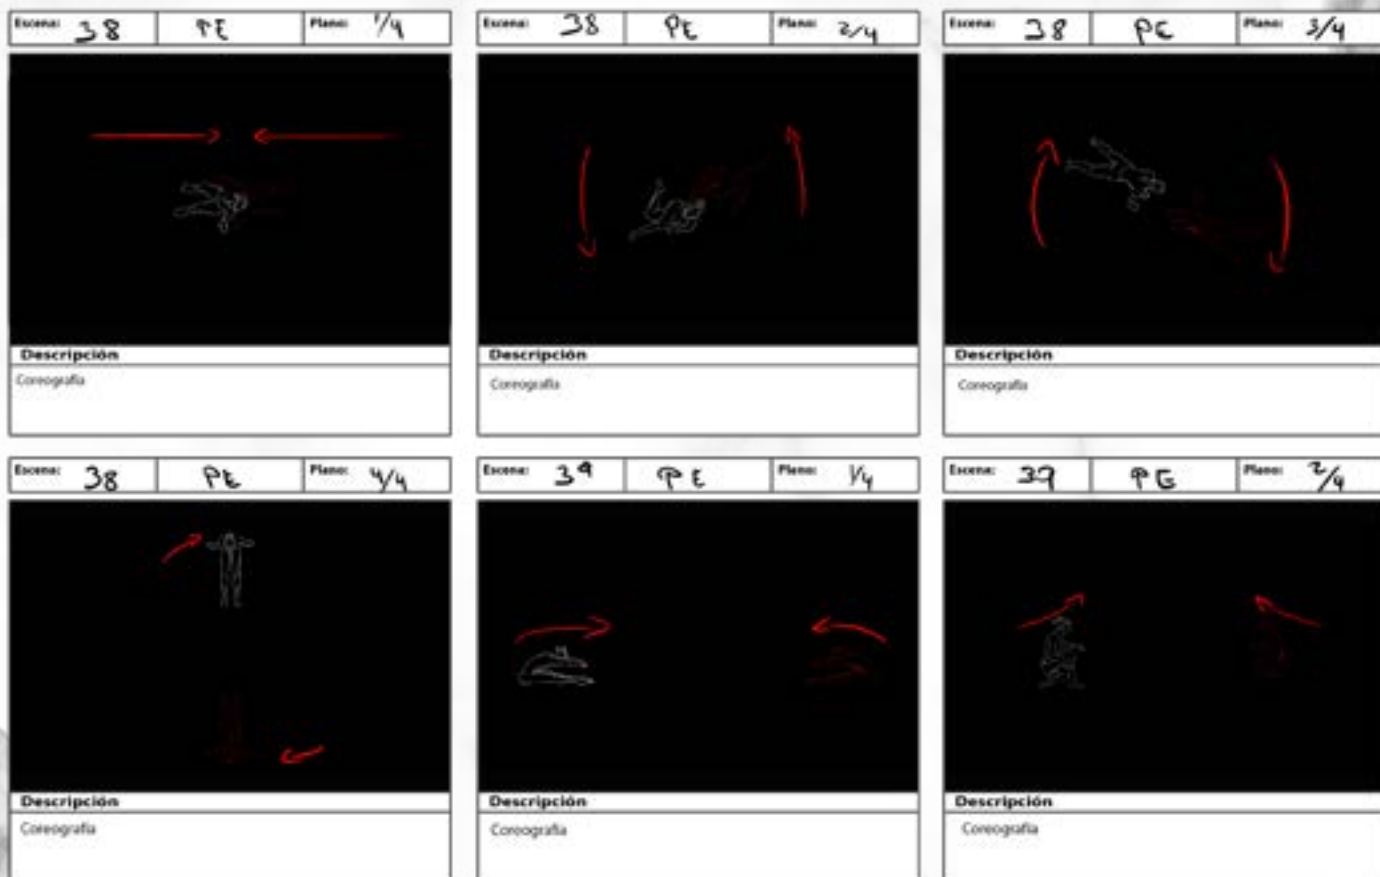 Escena: 38 PE Plano: 1/4
Descripción
Coreografía
Escena: 38 PE Plano: 2/4
Descripción
Coreografía
Escena: 38 PE Plano: 3/4
Descripción
Coreografía
Escena: 38 PE Plano: 4/4
Descripción
Coreografía
Escena: 39 PE Plano: 1/4
Descripción
Coreografía
Escena: 39 PE Plano: 2/4
Descripción
Coreografía